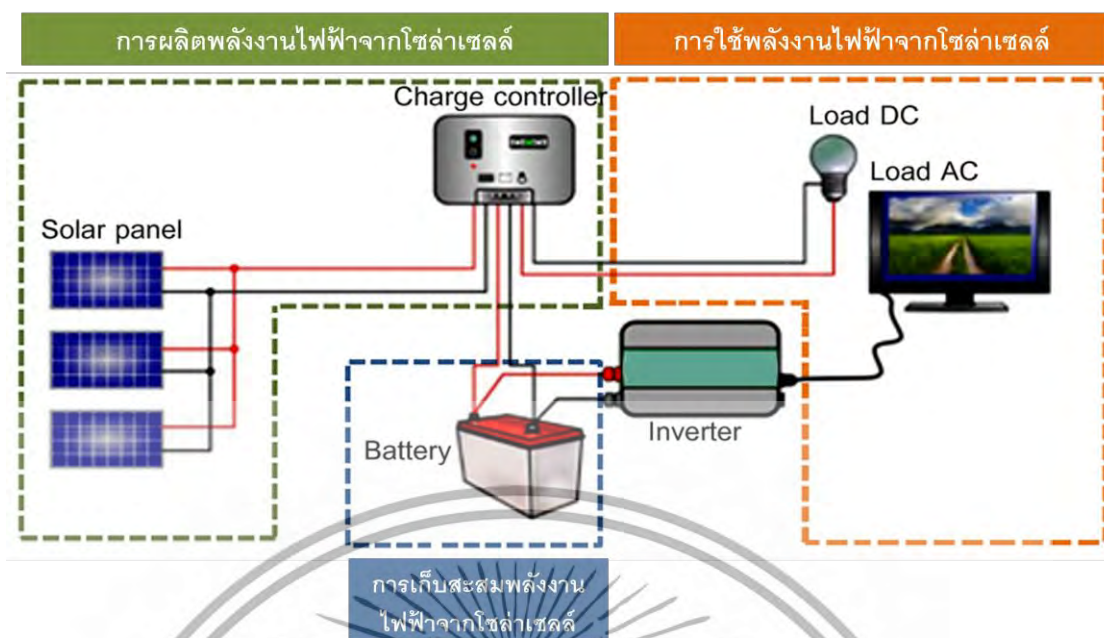 การผลิตพลังงานไฟฟ้าจากโซล่าเซลล์
การใช้พลังงานไฟฟ้าจากโซล่าเซลล์
Charge controller
Load DC
Load AC
Solar panel
Inverter
Battery
การเก็บสะสมพลังงาน
ไฟฟ้าจากโซล่าเซลล์